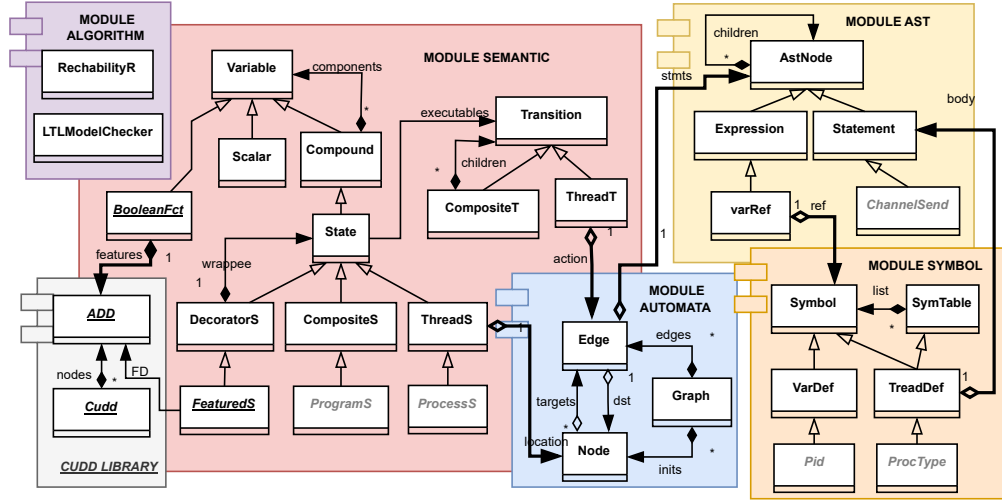 MODULE
ALGORITHM
RechabilityR
LTLModelChecker
MODULE SEMANTIC
Variable
components
*
Scalar
Compound
BooleanFct
executables
Transition
children
*
CompositeT
ThreadT
State
wrappee
1
DecoratorS
CompositeS
ThreadS
1
FeaturedS
ProgramS
ProcessS
features
1
ADD
nodes
*
FD
Cudd
CUDD LIBRARY
MODULE
AUTOMATA
action
1
Edge
edges
*
1
targets
*
dst
Graph
location
Node
inits
*
MODULE AST
children
*
AstNode
stmts
1
body
Expression
Statement
varRef
1
ref
ChannelSend
MODULE SYMBOL
Symbol
list
*
SymTable
VarDef
TreadDef
1
Pid
ProcType